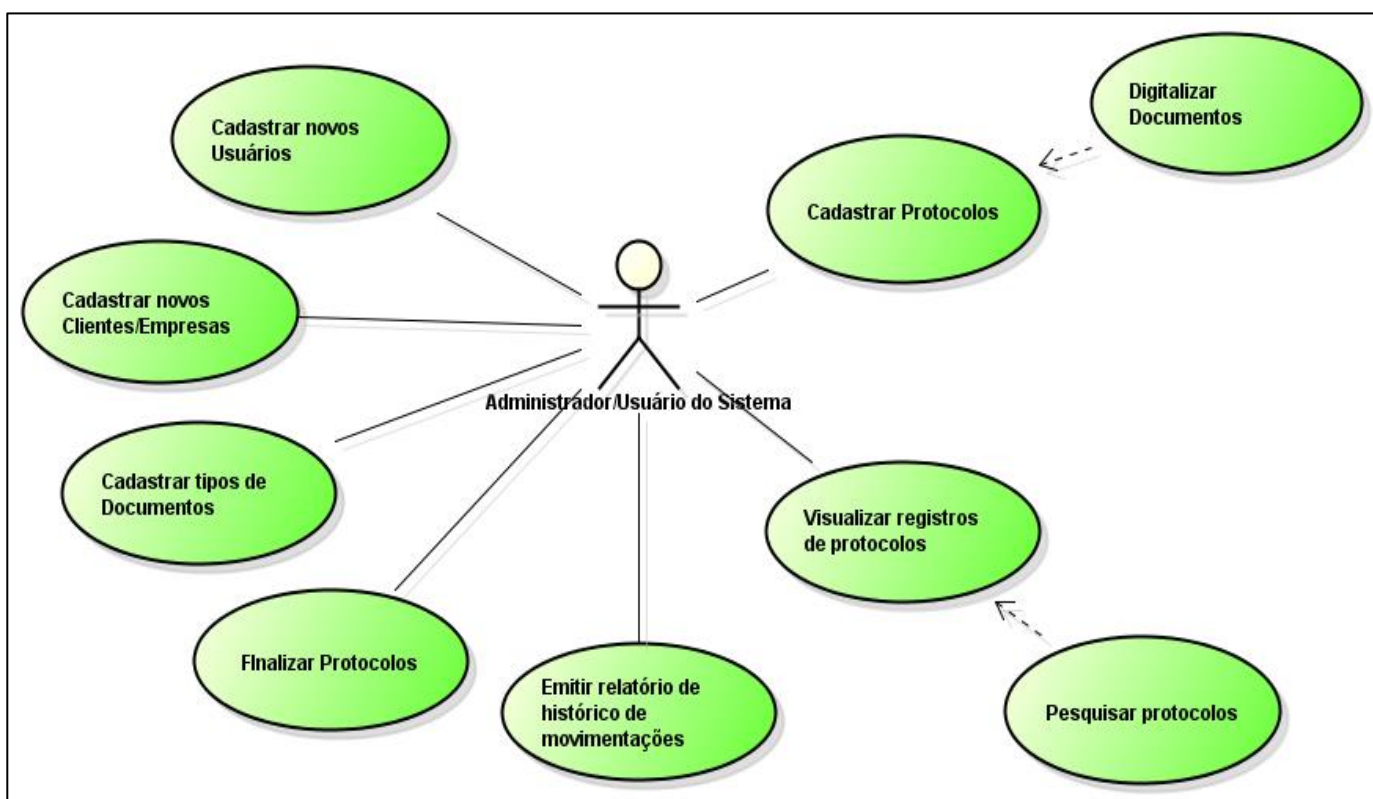 Cadastrar novos
Usuários
Digitalizar
Documentos
Cadastrar Protocolos
Cadastrar novos
Clientes/Empresas
Administrador/Usuário do Sistema
Cadastrar tipos de
Documentos
Visualizar registros
de protocolos
FInalizar Protocolos
Emitir relatório de
histórico de
movimentações
Pesquisar protocolos